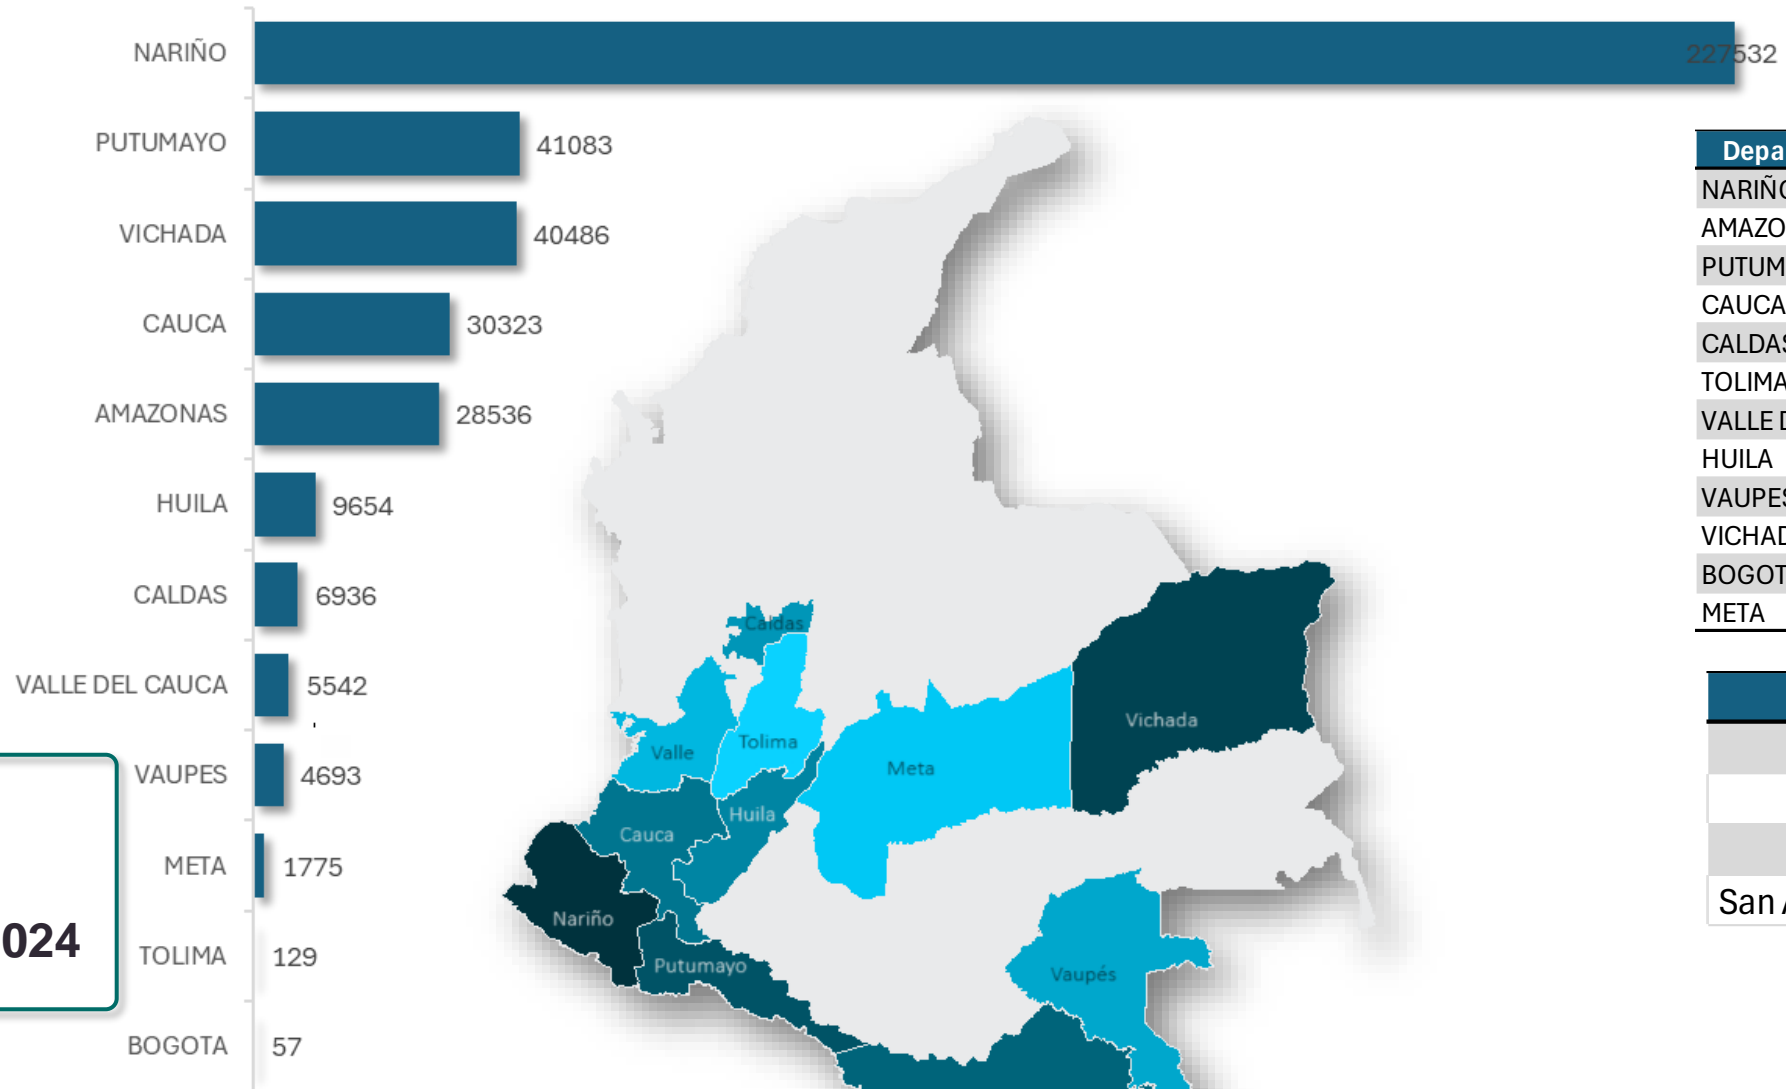 NARIÑO
227532
PUTUMAYO
41083
VICHADA
40486
CAUCA
30323
AMAZONAS
28536
HUILA
9654
CALDAS
6936
VALLE DEL CAUCA
5542
VAUPES
4693
META
1775
TOLIMA
129
BOGOTA
57
024
Caldas
Valle
Tolima
Meta
Vichada
Cauca
Huila
Nariño
Putumayo
Vaupés
Depa
NARIÑO
AMAZO
PUTUM
CAUCA
CALDAS
TOLIMA
VALLE D
HUILA
VAUPES
VICHAD
BOGOT
META
San A